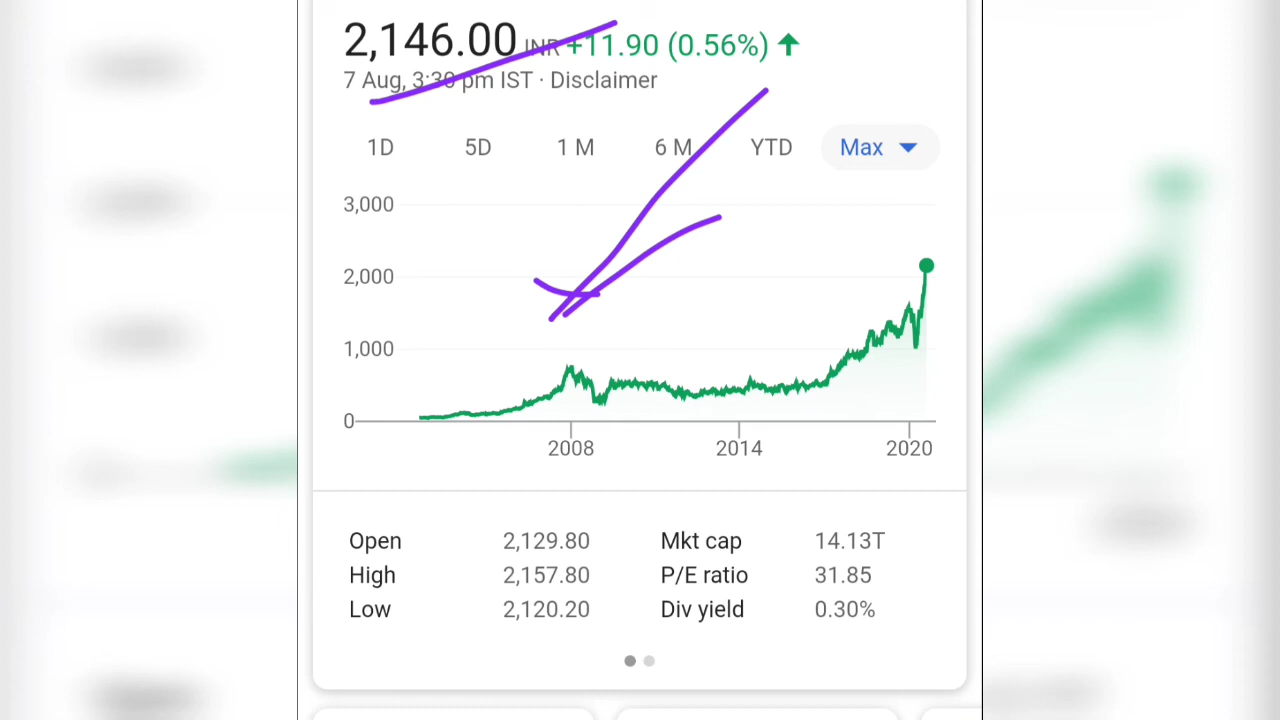 2,146.00 INR +11.90 (0.56%)
7 Aug, 3:30 pm IST · Disclaimer
1D 5D 1 M 6 M YTD Max
3,000
2,000
1,000
0
2008 2014 2020
Open 2,129.80 Mkt cap 14.13T
High 2,157.80 P/E ratio 31.85
Low 2,120.20 Div yield 0.30%